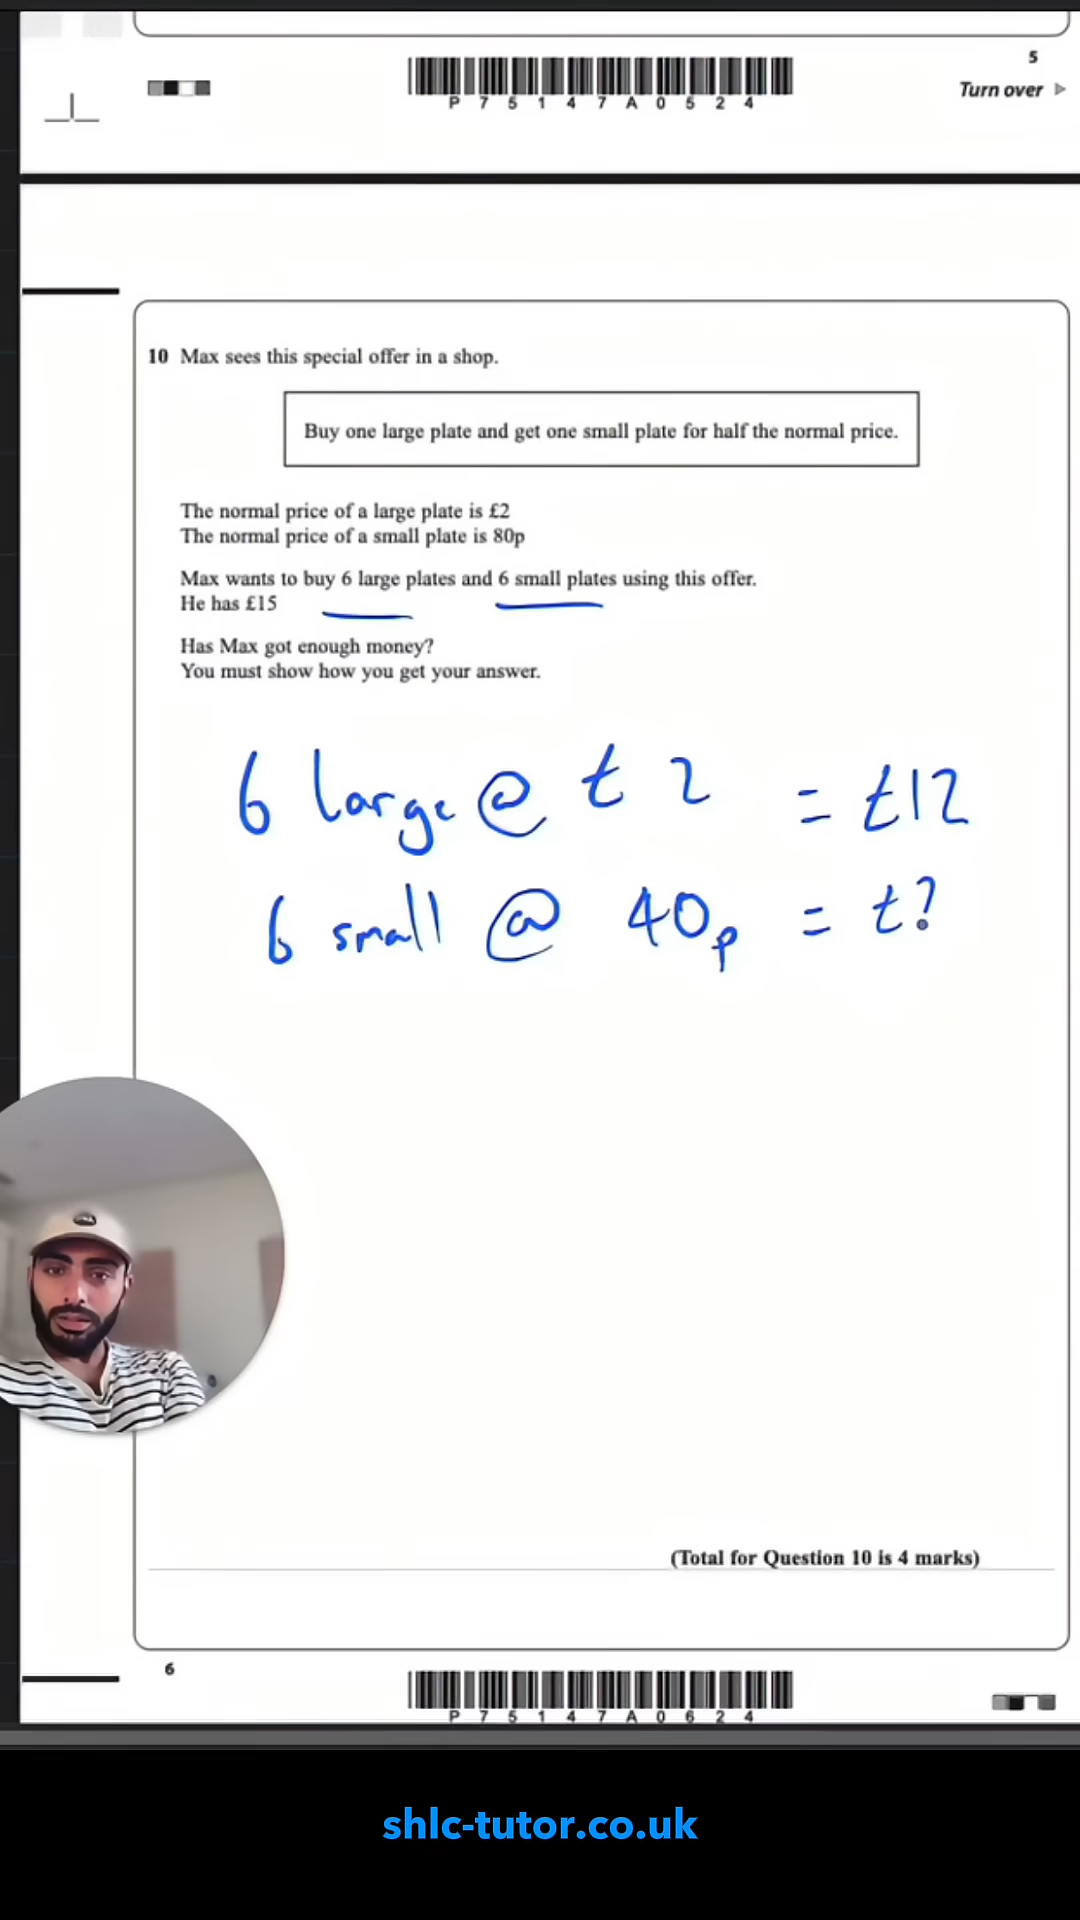 5
P 7 5 1 4 7 A 0 5 2 4
Turn over
10 Max sees this special offer in a shop.
Buy one large plate and get one small plate for half the normal price.
The normal price of a large plate is £2
The normal price of a small plate is 80p
Max wants to buy 6 large plates and 6 small plates using this offer.
He has £15
Has Max got enough money?
You must show how you get your answer.
6 large @ £ 2 = £12
6 small @ 40p = £?
(Total for Question 10 is 4 marks)
6
P 7 5 1 4 7 A 0 6 2 4
shlc-tutor.co.uk